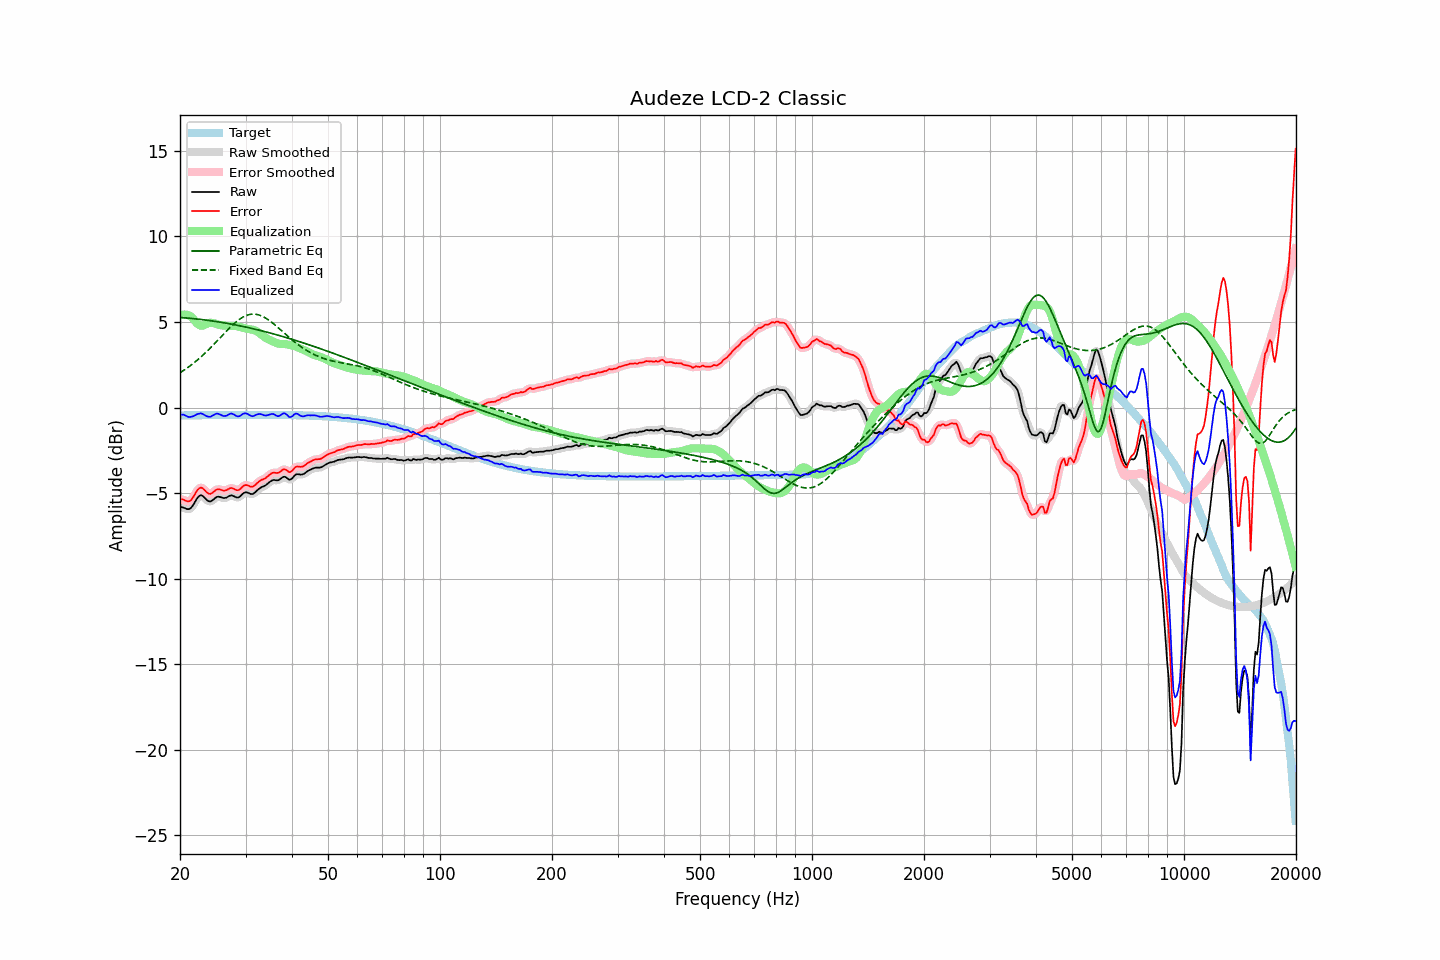 Audeze LCD-2 Classic
Target
Raw Smoothed
Error Smoothed
Raw
Error
Equalization
Parametric Eq
Fixed Band Eq
Equalized
Amplitude (dBr)
15
10
5
0
−5
−10
−15
−20
−25
20
50
100
200
500
1000
2000
5000
10000
20000
Frequency (Hz)